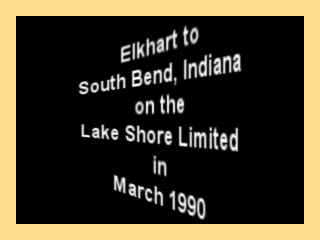 Elkhart to
South Bend, Indiana
on the
Lake Shore Limited
in
March 1990